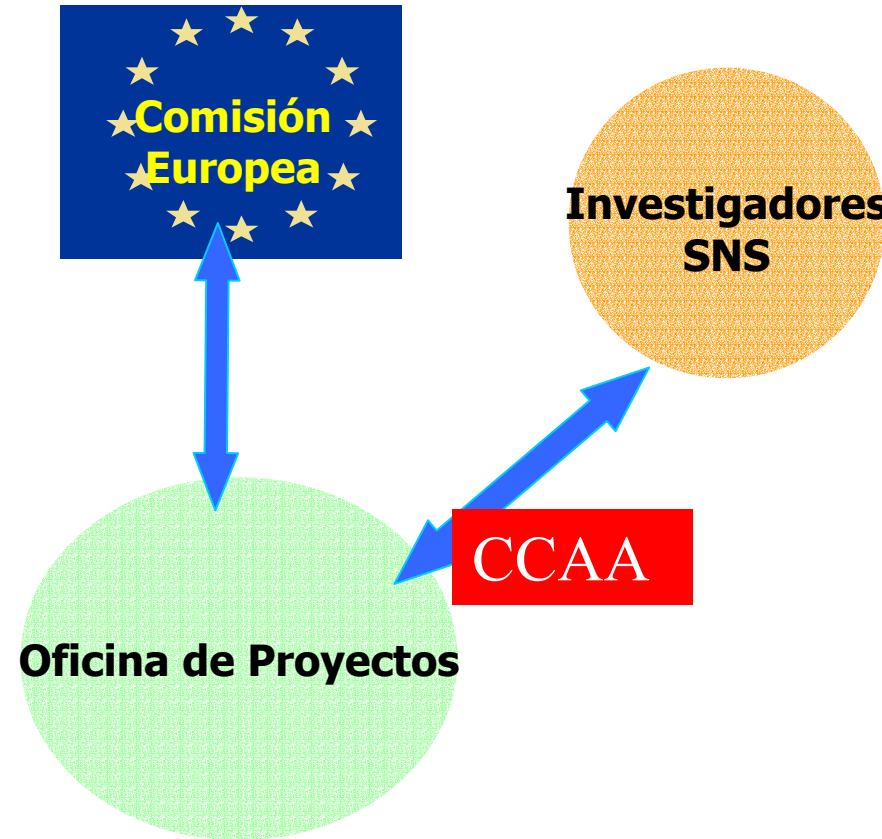 Comisión
Europea
Investigadores
SNS
CCAA
Oficina de Proyectos